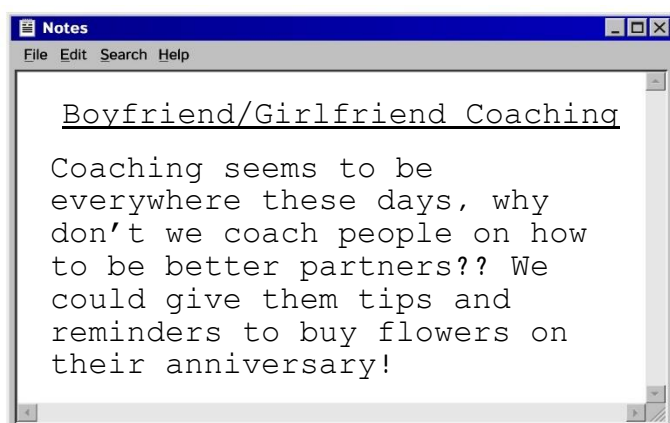 Notes
File Edit Search Help
Boyfriend/Girlfriend Coaching
Coaching seems to be
everywhere these days, why
don't we coach people on how
to be better partners?? We
could give them tips and
reminders to buy flowers on
their anniversary!